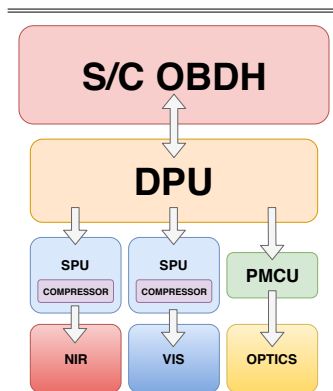 S/C OBDH
DPU
SPU
SPU
COMPRESSOR
COMPRESSOR
PMCU
NIR
VIS
OPTICS